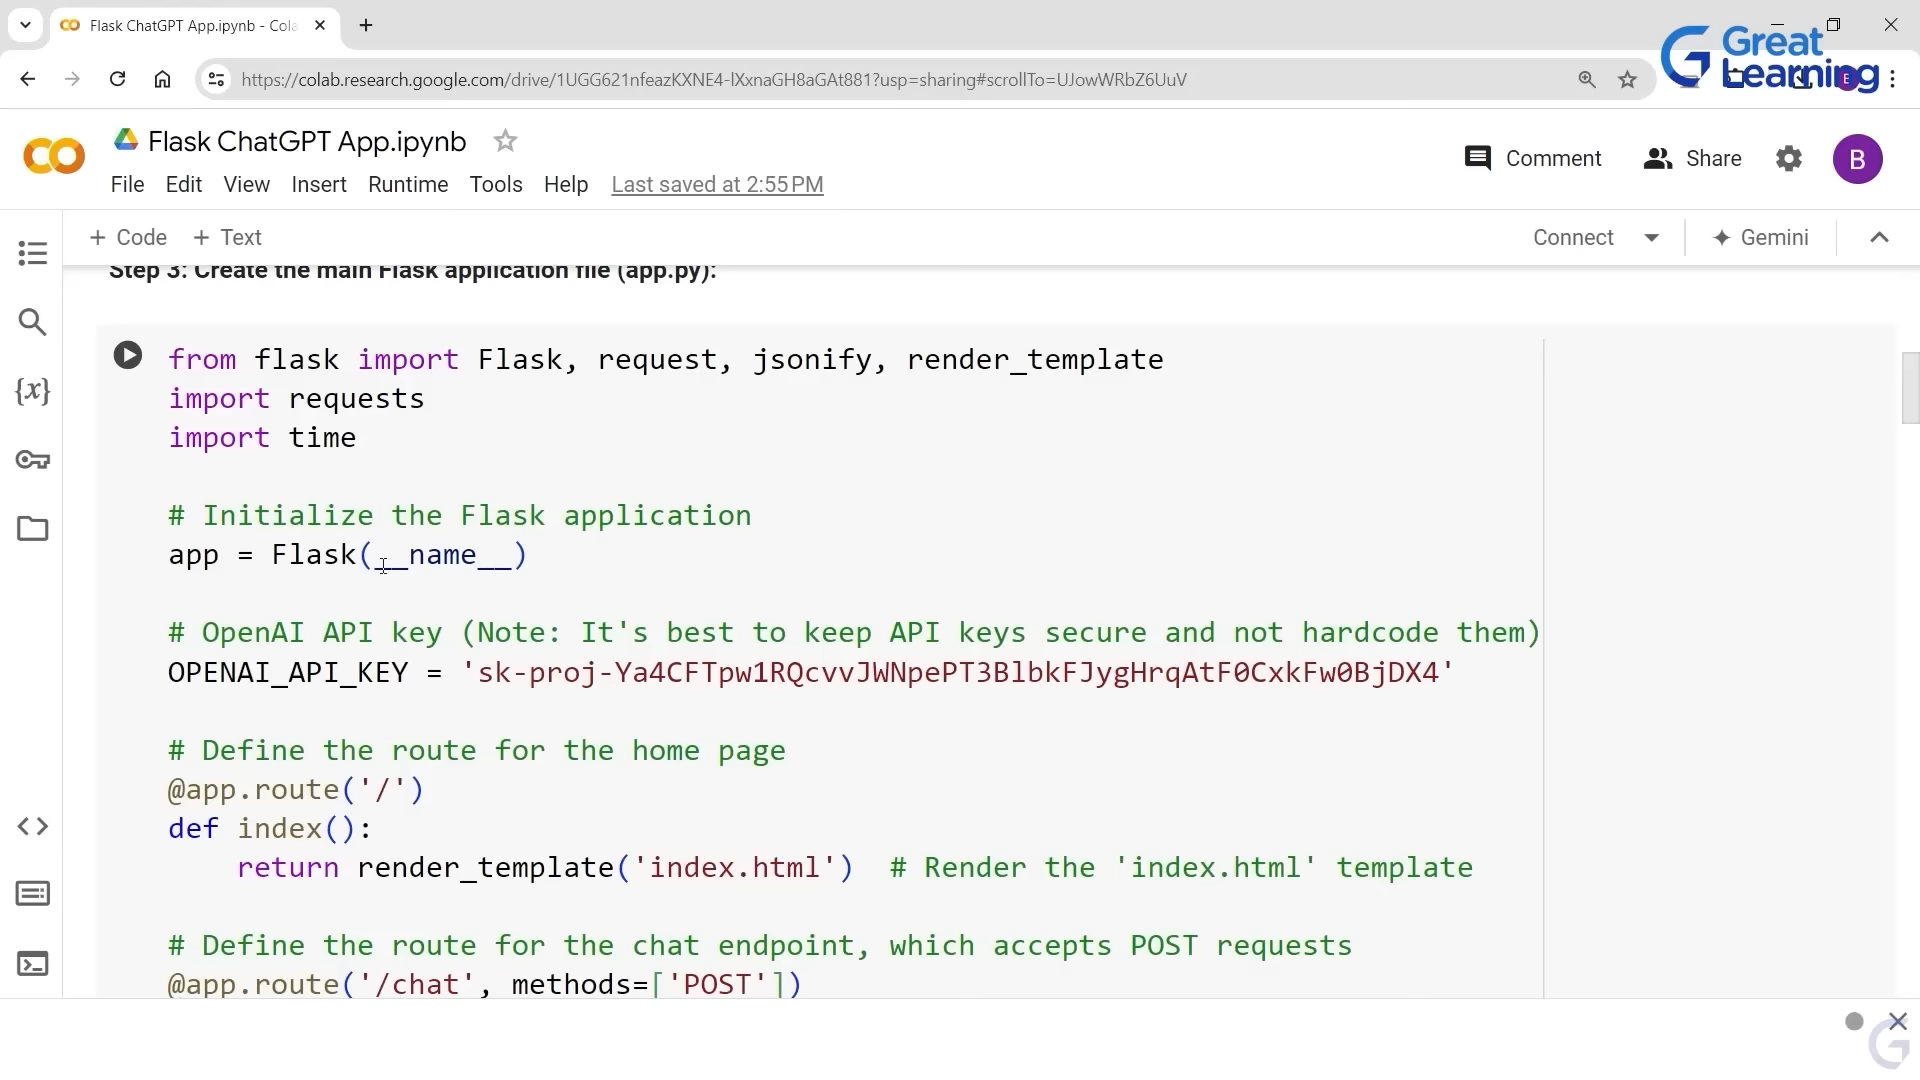 Flask ChatGPT App.ipynb - Cola
https://colab.research.google.com/drive/1UGG621nfeazKXNE4-lXxnaGH8aGAt881?usp=sharing#scrollTo=UJowWRbZ6UuV
Great
Learning
Flask ChatGPT App.ipynb
Comment
Share
B
File Edit View Insert Runtime Tools Help Last saved at 2:55 PM
+ Code + Text
Connect
Gemini
Step 3: Create the main Flask application file (app.py):
from flask import Flask, request, jsonify, render_template
import requests
import time
# Initialize the Flask application
app = Flask(__name__)
# OpenAI API key (Note: It's best to keep API keys secure and not hardcode them)
OPENAI_API_KEY = 'sk-proj-Ya4CFTpw1RQcvvJWNpePT3BlbkFJygHrqAtF0CxkFw0BjDX4'
# Define the route for the home page
@app.route('/')
def index():
    return render_template('index.html')  # Render the 'index.html' template
# Define the route for the chat endpoint, which accepts POST requests
@app.route('/chat', methods=['POST'])